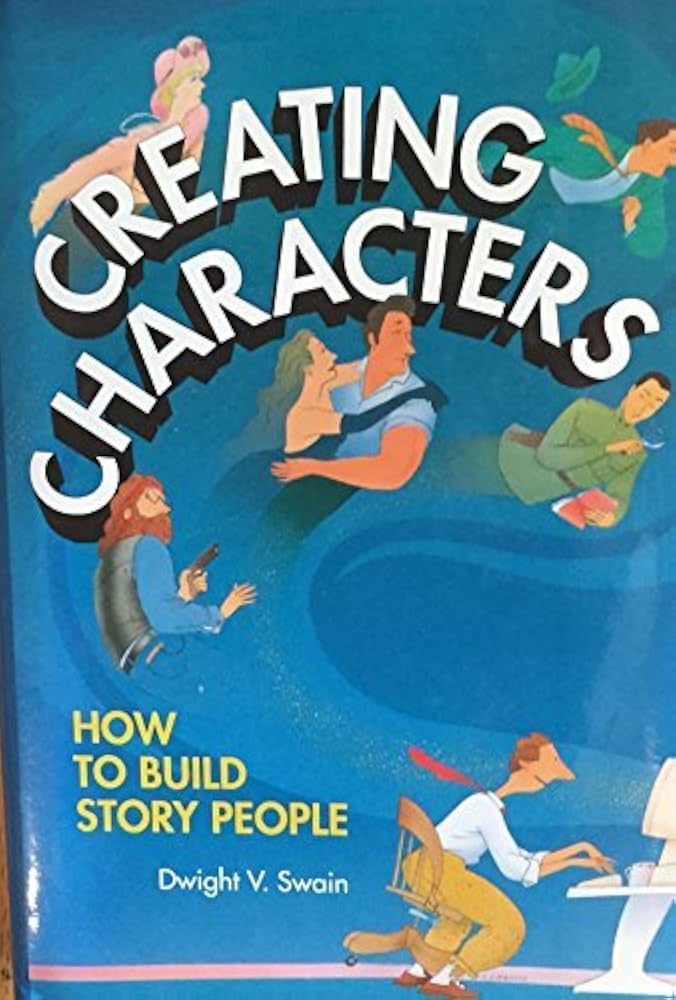 CREATING
CHARACTERS
HOW
TO BUILD
STORY PEOPLE
Dwight V. Swain